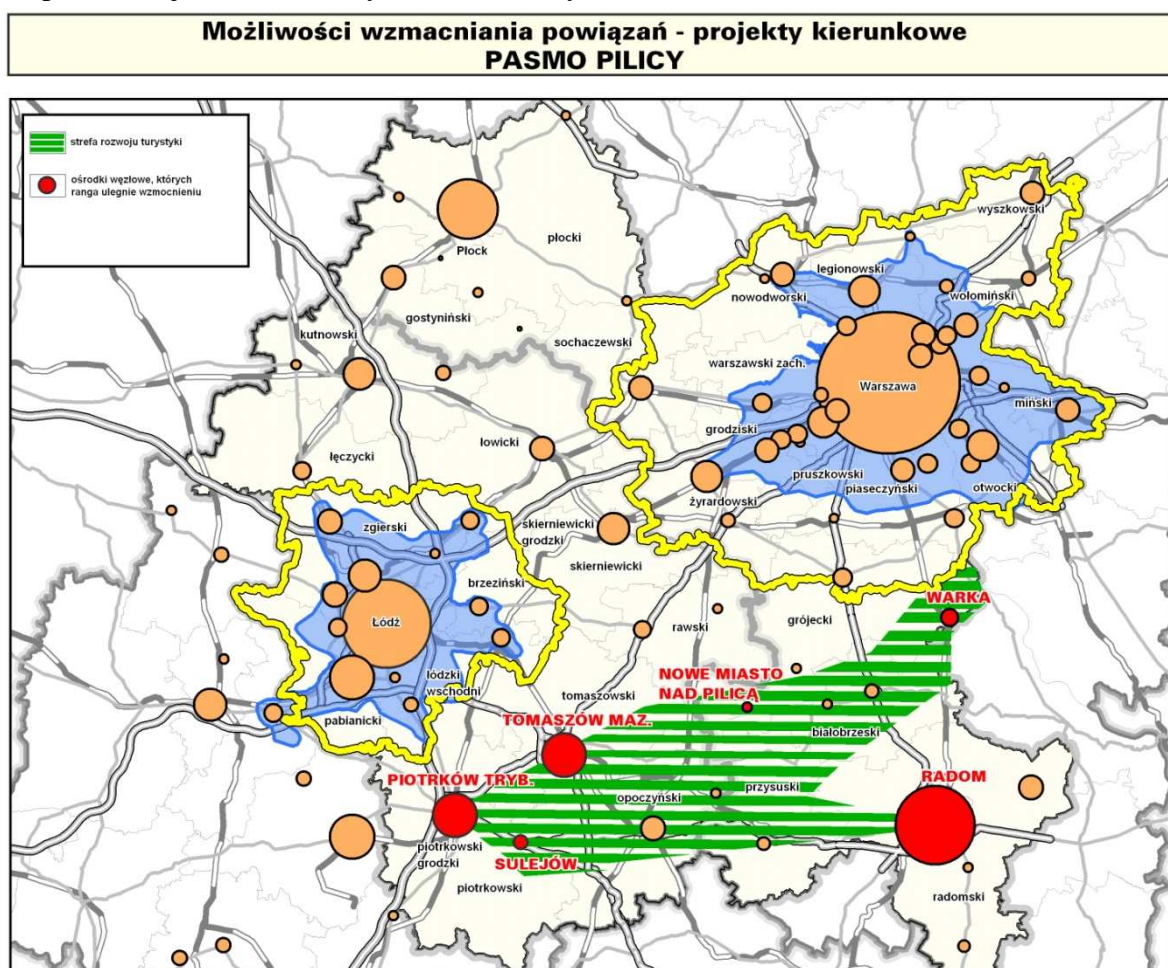 Możliwości wzmacniania powiązań - projekty kierunkowe
PASMO PILICY
strefa rozwoju turystyki
ośrodki węzłowe, których
ranga ulegnie wzmocnieniu
wyszkowski
Płock
płocki
legionowski
nowodworski
wołomiński
gostyniński
kutnowski
sochaczewski
warszawski zach.
Warszawa
miński
grodziski
łowicki
łęczycki
pruszkowski
piaseczyński
otwocki
żyrardowski
zgierski
skierniewicki
grodzki
skierniewicki
brzeziński
WARKA
Łódź
rawski
grójecki
łódzki
wschodni
NOWE MIASTO
NAD PILICĄ
tomaszowski
pabianicki
TOMASZÓW MAZ.
białobrzeski
PIOTRKÓW TRYB.
RADOM
przysuski
opoczyński
piotrkowski
grodzki
SULEJÓW
piotrkowski
radomski